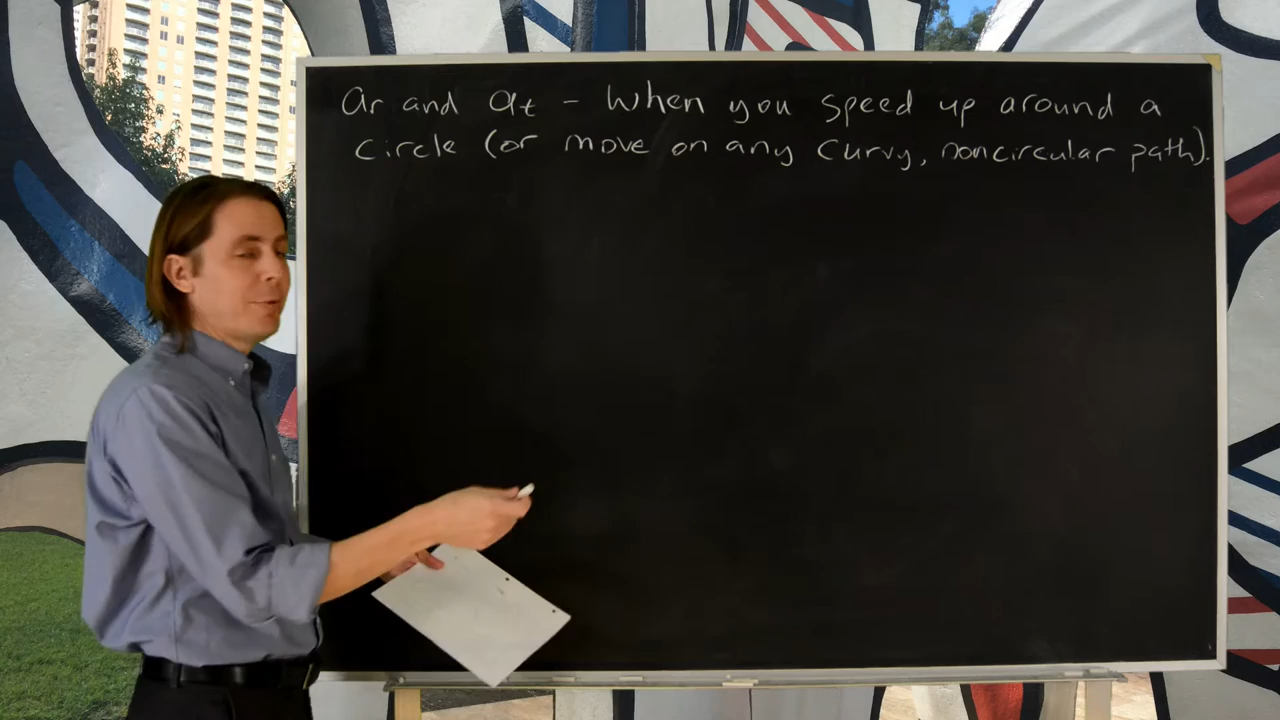 ar and at - When you speed up around a
circle (or move on any curvy, noncircular path).